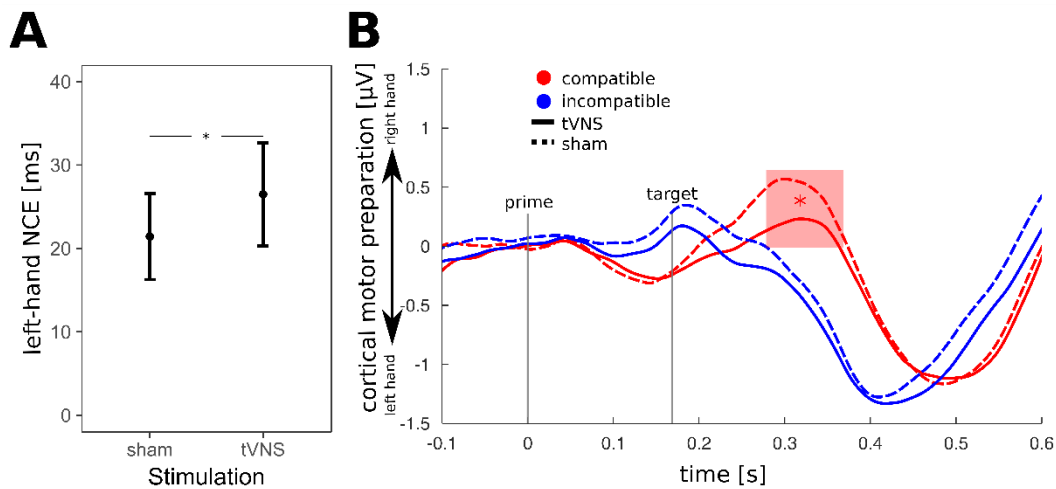 A
left-hand NCE [ms]
40
30
20
10
0
*
sham
tVNS
Stimulation
B
cortical motor preparation [µV]
right hand
left hand
1.5
1
0.5
0
-0.5
-1
-1.5
compatible
incompatible
tVNS
sham
prime
target
*
-0.1
0
0.1
0.2
0.3
0.4
0.5
0.6
time [s]